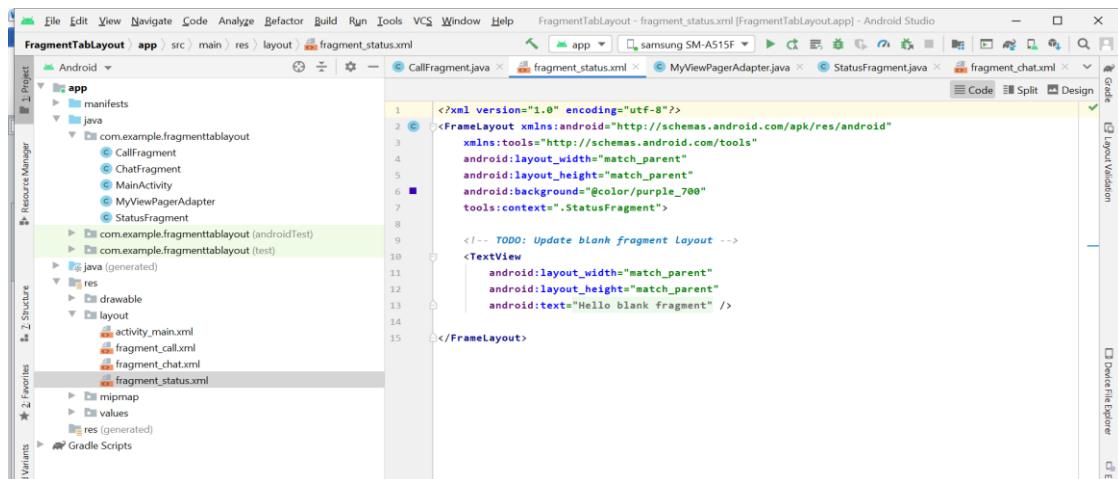 File Edit View Navigate Code Analyze Refactor Build Run Tools VCS Window Help FragmentTabLayout - fragment_status.xml [FragmentTabLayout.app] - Android Studio
FragmentTabLayout app src main res layout fragment_status.xml app samsung SM-A515F
Android CallFragment.java fragment_status.xml MyViewPagerAdapter.java StatusFragment.java fragment_chat.xml
Code Split Design
1: Project
Resource Manager
Z: Structure
2: Favorites
app
manifests
java
com.example.fragmenttablayout
CallFragment
ChatFragment
MainActivity
MyViewPagerAdapter
StatusFragment
com.example.fragmenttablayout (androidTest)
com.example.fragmenttablayout (test)
java (generated)
res
drawable
layout
activity_main.xml
fragment_call.xml
fragment_chat.xml
fragment_status.xml
mipmap
values
res (generated)
Gradle Scripts
1 <?xml version="1.0" encoding="utf-8"?>
2 <FrameLayout xmlns:android="http://schemas.android.com/apk/res/android"
3 xmlns:tools="http://schemas.android.com/tools"
4 android:layout_width="match_parent"
5 android:layout_height="match_parent"
6 android:background="@color/purple_700"
7 tools:context=".StatusFragment">
8
9 <!-- TODO: Update blank fragment layout -->
10 <TextView
11 android:layout_width="match_parent"
12 android:layout_height="match_parent"
13 android:text="Hello blank fragment" />
14
15 </FrameLayout>
Layout Validation
Device File Explorer